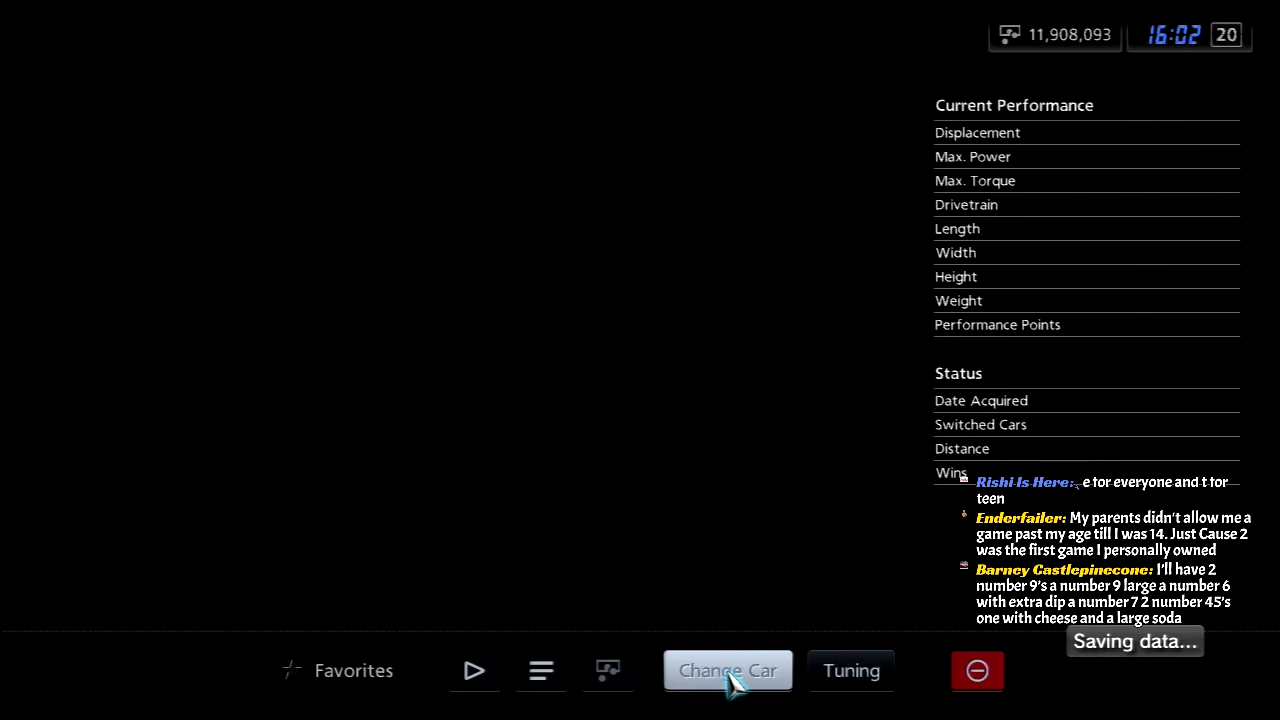 11,908,093
16:02 20
Current Performance
Displacement
Max. Power
Max. Torque
Drivetrain
Length
Width
Height
Weight
Performance Points
Status
Date Acquired
Switched Cars
Distance
Wins
Rishi Is Here: e for everyone and t for
teen
Enderfailer: My parents didn't allow me a
game past my age till I was 14. Just Cause 2
was the first game I personally owned
Barney Castlepinecone: I'll have 2
number 9's a number 9 large a number 6
with extra dip a number 7 2 number 45's
one with cheese and a large soda
Saving data...
Favorites
Change Car
Tuning